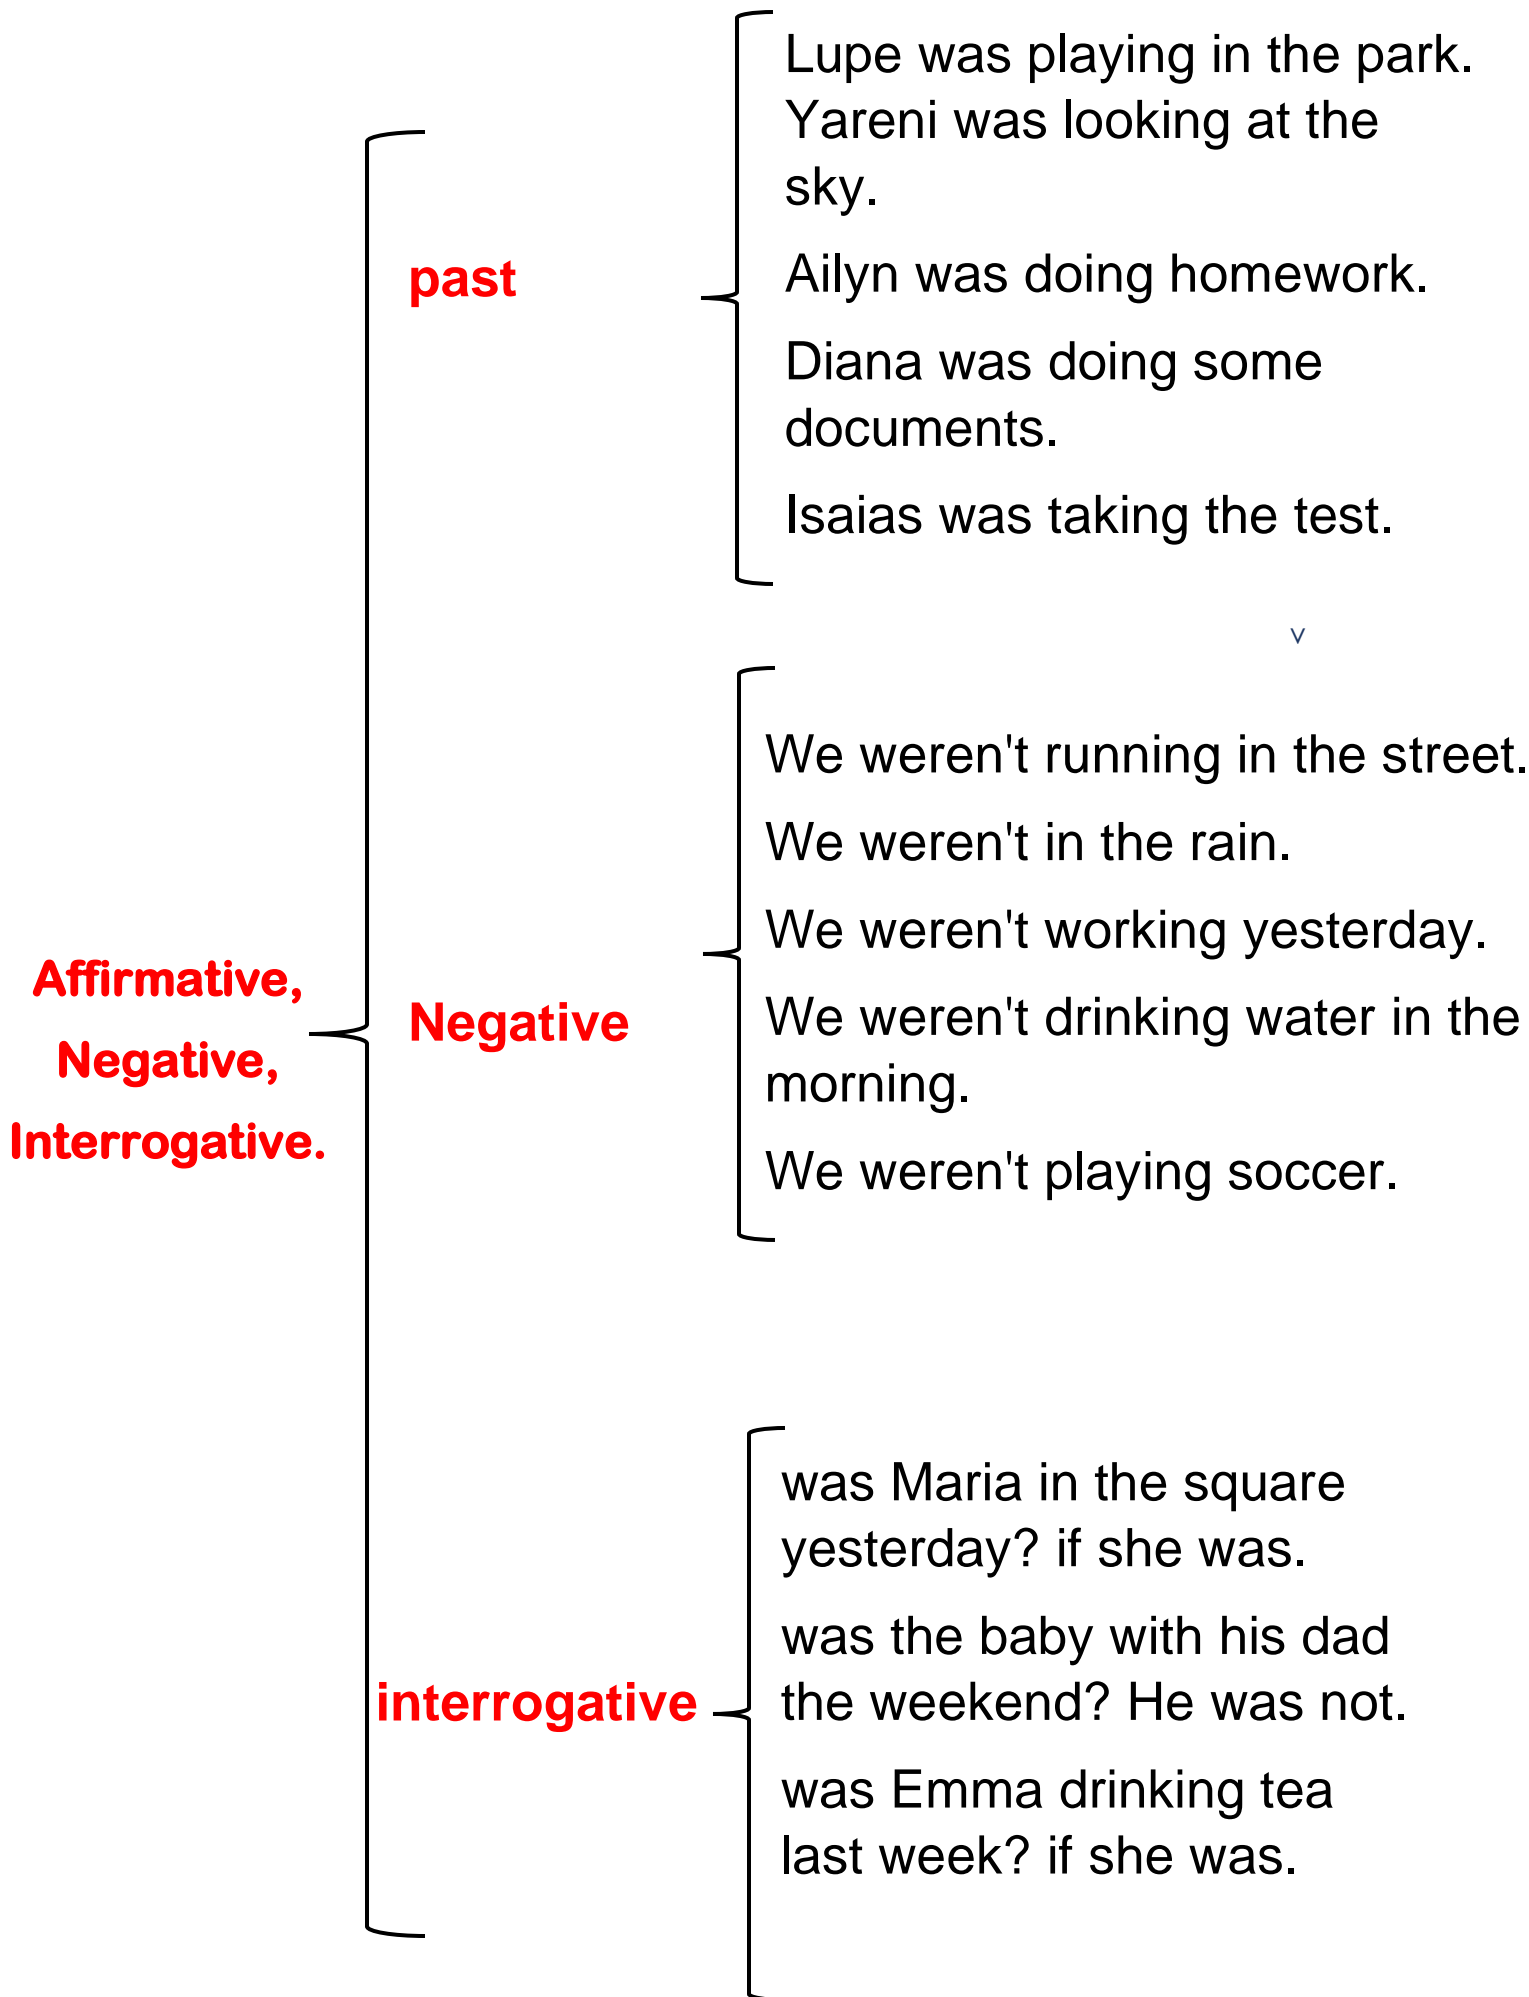 Lupe was playing in the park.
Yareni was looking at the
sky.
past
Ailyn was doing homework.
Diana was doing some
documents.
Isaias was taking the test.
v
We weren't running in the street.
We weren't in the rain.
We weren't working yesterday.
Affirmative,
Negative,
Interrogative.
Negative
We weren't drinking water in the
morning.
We weren't playing soccer.
was Maria in the square
yesterday? if she was.
was the baby with his dad
the weekend? He was not.
interrogative
was Emma drinking tea
last week? if she was.